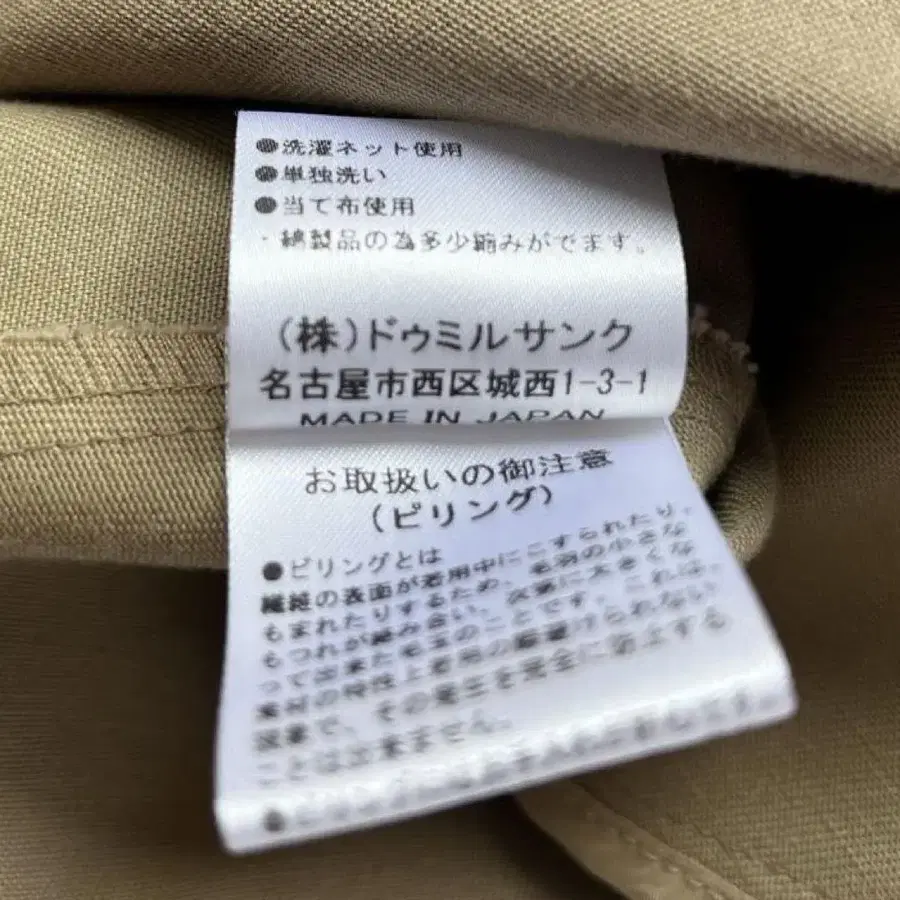 ●洗濯ネット使用
●単独洗い
●当て布使用
・綿製品の為多少縮みがでます。
(株)ドゥミルサンク
名古屋市西区城西1-3-1
MADE IN JAPAN
お取扱いの御注意
(ピリング)
●ピリングとは
繊維の表面が着用中にこすられたり、
もまれたりするため、毛羽の小さな
もつれが絡み合い、次第に大きくな
って出来た毛玉のことです。これは、
素材の特性上着用の際避けられない
現象で、その発生を完全に防止する
ことは出来ません。